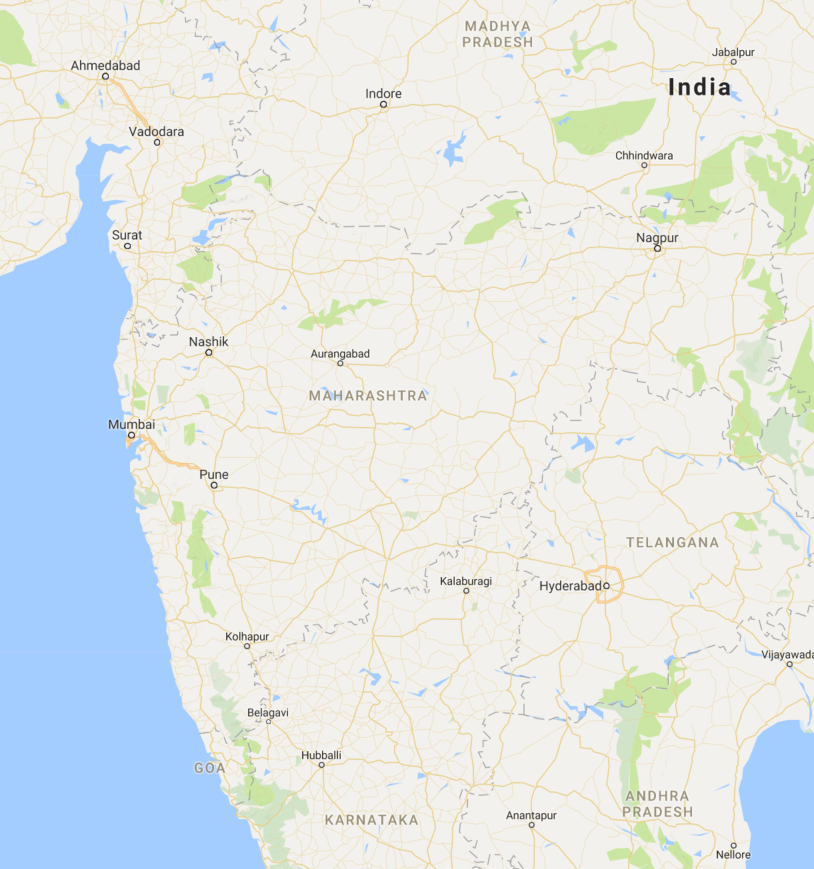 MADHYA
PRADESH
Jabalpur
Ahmedabad
India
Indore
Vadodara
Chhindwara
Surat
Nagpur
Nashik
Aurangabad
MAHARASHTRA
Mumbai
Pune
TELANGANA
Kalaburagi
Hyderabad
Kolhapur
Vijayawada
Belagavi
Hubballi
GOA
ANDHRA
PRADESH
KARNATAKA
Anantapur
Nellore